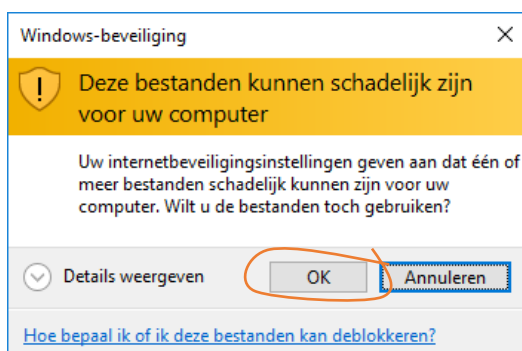 Windows-beveiliging
Deze bestanden kunnen schadelijk zijn
voor uw computer
Uw internetbeveiligingsinstellingen geven aan dat één of
meer bestanden schadelijk kunnen zijn voor uw
computer. Wilt u de bestanden toch gebruiken?
Details weergeven OK Annuleren
Hoe bepaal ik of ik deze bestanden kan deblokkeren?